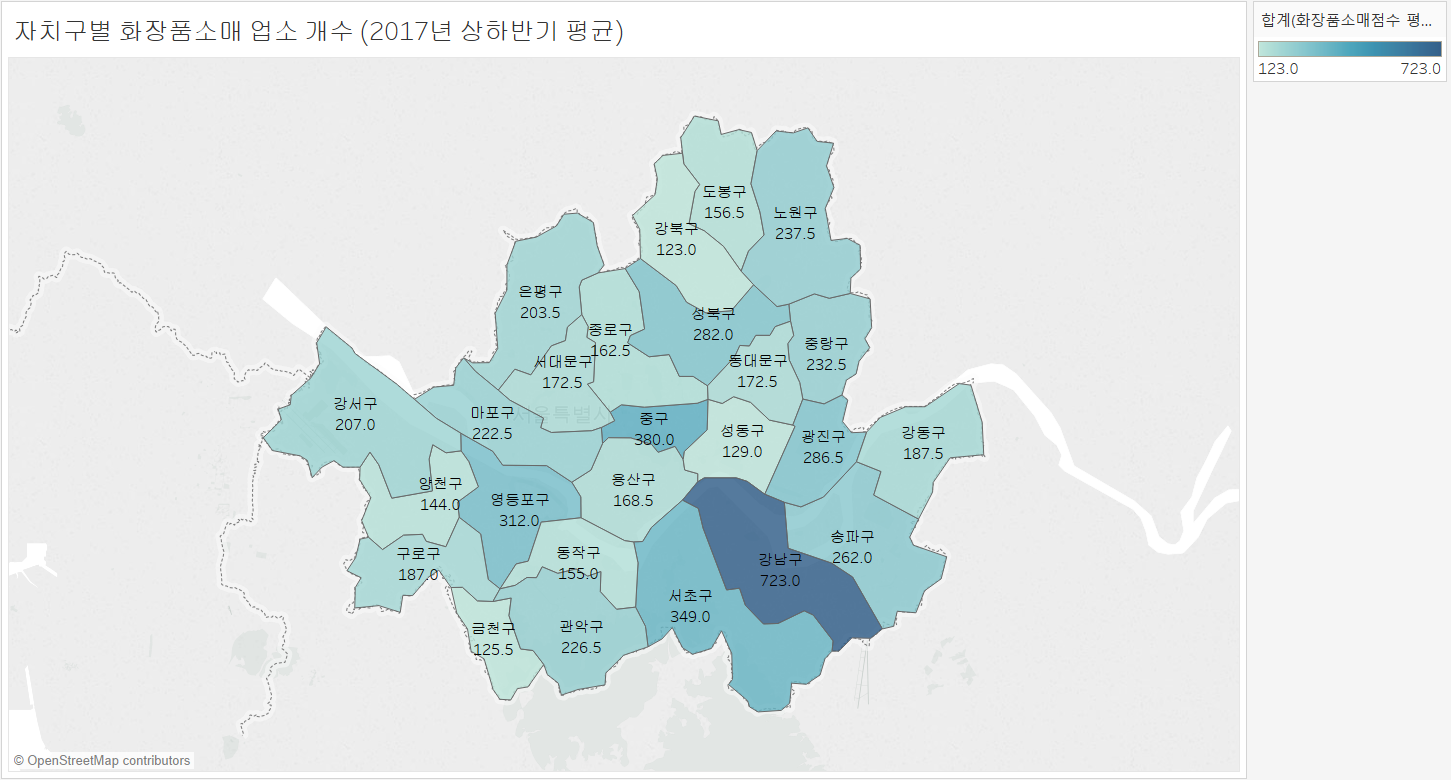 자치구별 화장품소매 업소 개수 (2017년 상하반기 평균)
합계(화장품소매점수 평...
123.0 723.0
도봉구
156.5
노원구
237.5
강북구
123.0
은평구
203.5
종로구
162.5
성북구
282.0
서대문구
172.5
동대문구
172.5
중랑구
232.5
강서구
207.0
마포구
222.5
서울특별시
중구
380.0
성동구
129.0
광진구
286.5
강동구
187.5
양천구
144.0
영등포구
312.0
용산구
168.5
구로구
187.0
동작구
155.0
강남구
723.0
송파구
262.0
서초구
349.0
금천구
125.5
관악구
226.5
© OpenStreetMap contributors